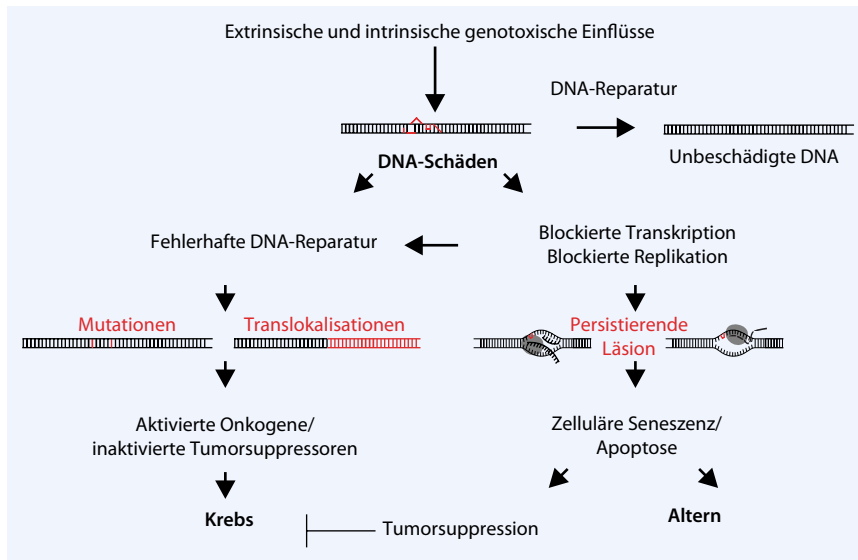 Extrinsische und intrinsische genotoxische Einflüsse
DNA-Reparatur
DNA-Schäden
Unbeschädigte DNA
Fehlerhafte DNA-Reparatur
Blockierte Transkription
Blockierte Replikation
Mutationen
Translokalisationen
Persistierende
Läsion
Aktivierte Onkogene/
inaktivierte Tumorsuppressoren
Zelluläre Seneszenz/
Apoptose
Krebs
Tumorsuppression
Altern